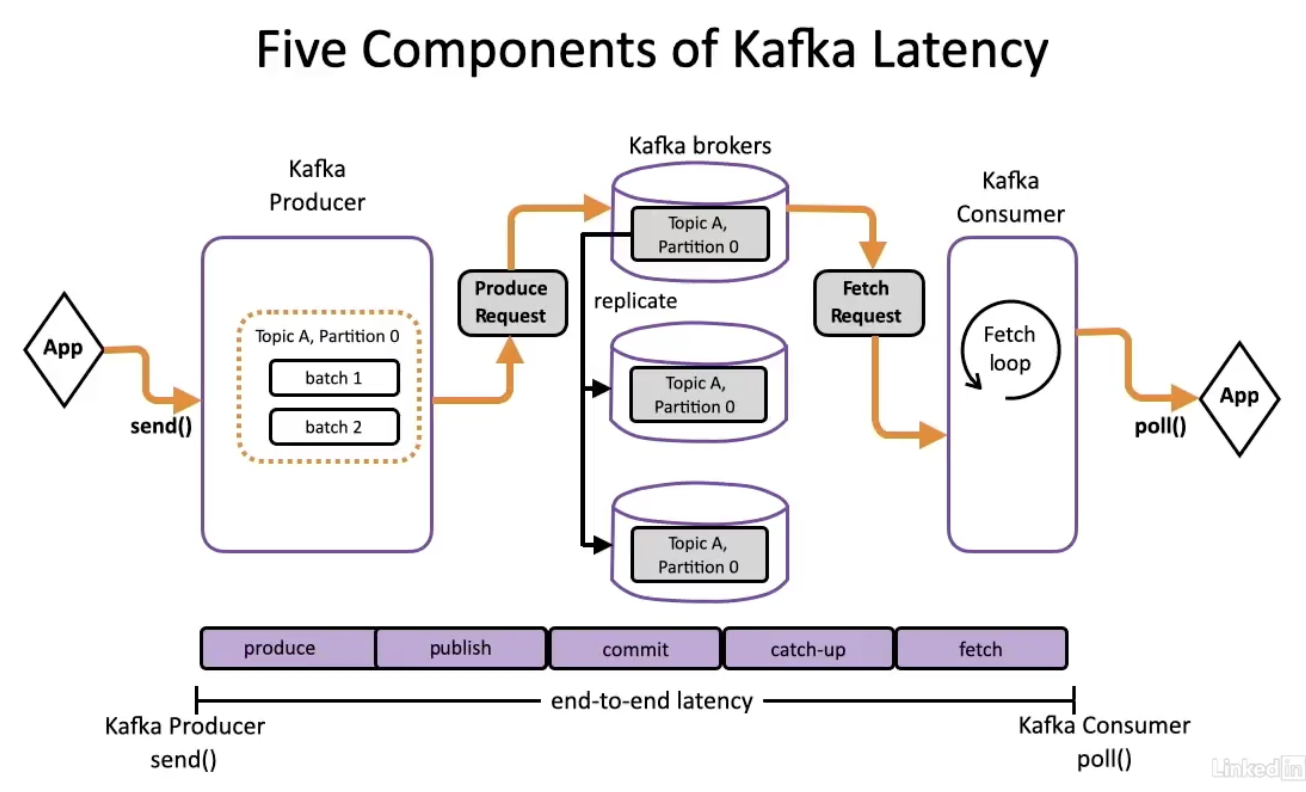 Five Components of Kafka Latency
Kafka
Producer
Kafka brokers
Kafka
Consumer
App
send()
Topic A, Partition 0
batch 1
batch 2
Produce
Request
Topic A,
Partition 0
replicate
Topic A,
Partition 0
Topic A,
Partition 0
Fetch
Request
Fetch
loop
poll()
App
produce
publish
commit
catch-up
fetch
end-to-end latency
Kafka Producer
send()
Kafka Consumer
poll()
Linked in